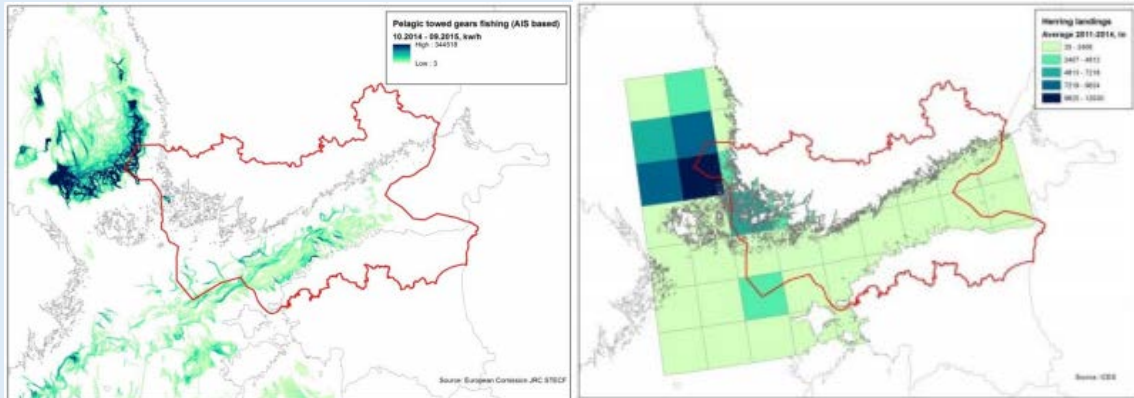 Pelagic towed gears fishing (AIS based)
10.2014 - 09.2015, kw/h
High : 344518
Low : 3
Source: European Comission JRC STECF
Herring landings
Average 2011-2014, tn
Source: ICES